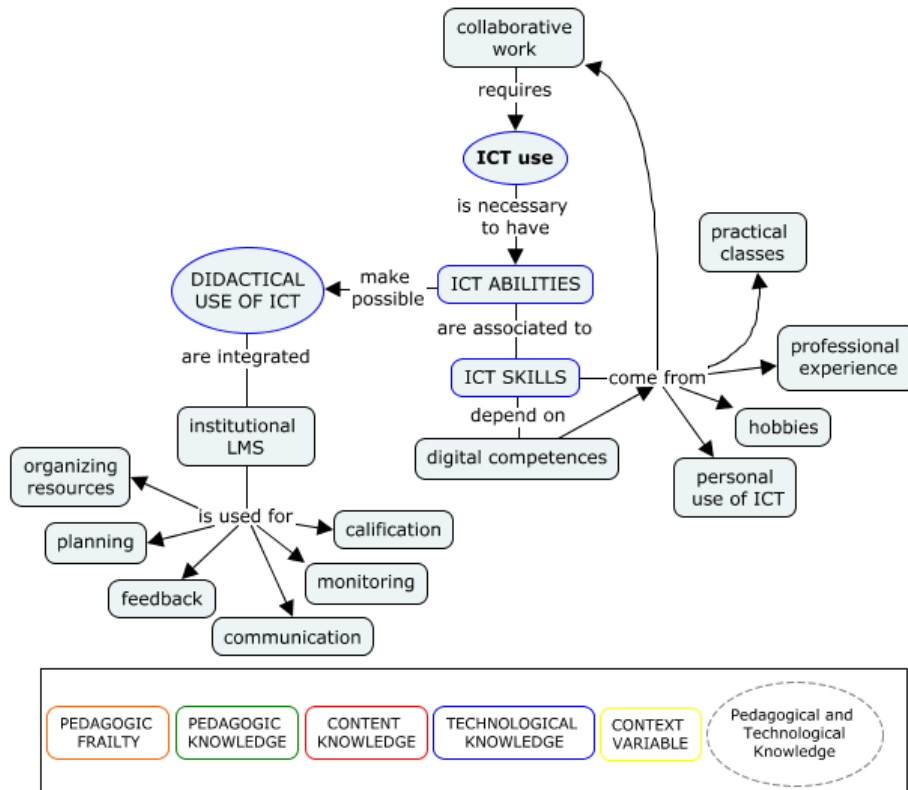 collaborative
work
requires
ICT use
is necessary
to have
practical
classes
DIDACTICAL
USE OF ICT
make
possible
ICT ABILITIES
are associated to
are integrated
professional
experience
ICT SKILLS
come from
depend on
hobbies
institutional
LMS
digital competences
personal
use of ICT
organizing
resources
is used for
calification
planning
monitoring
feedback
communication
PEDAGOGIC
FRAILTY
PEDAGOGIC
KNOWLEDGE
CONTENT
KNOWLEDGE
TECHNOLOGICAL
KNOWLEDGE
CONTEXT
VARIABLE
Pedagogical and
Technological
Knowledge